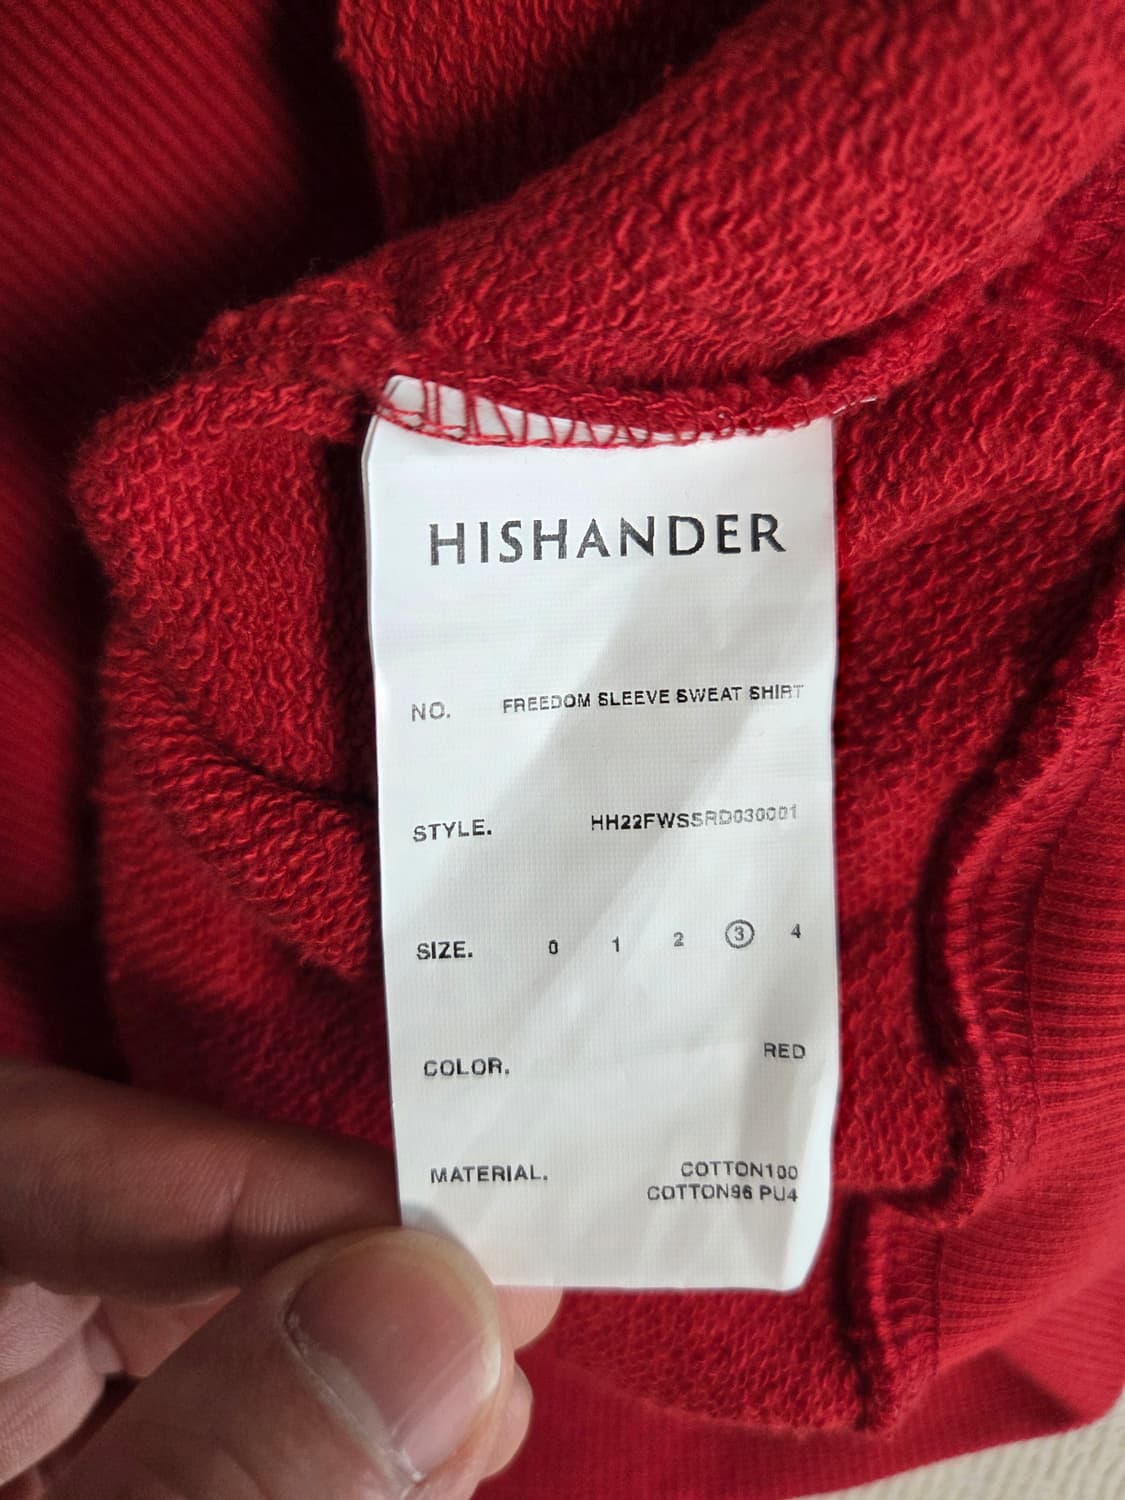 HISHANDER
NO. FREEDOM SLEEVE SWEAT SHIRT
STYLE. HH22FWSSRD030001
SIZE. 0 1 2 3 4
COLOR. RED
MATERIAL. COTTON100
COTTON96 PU4